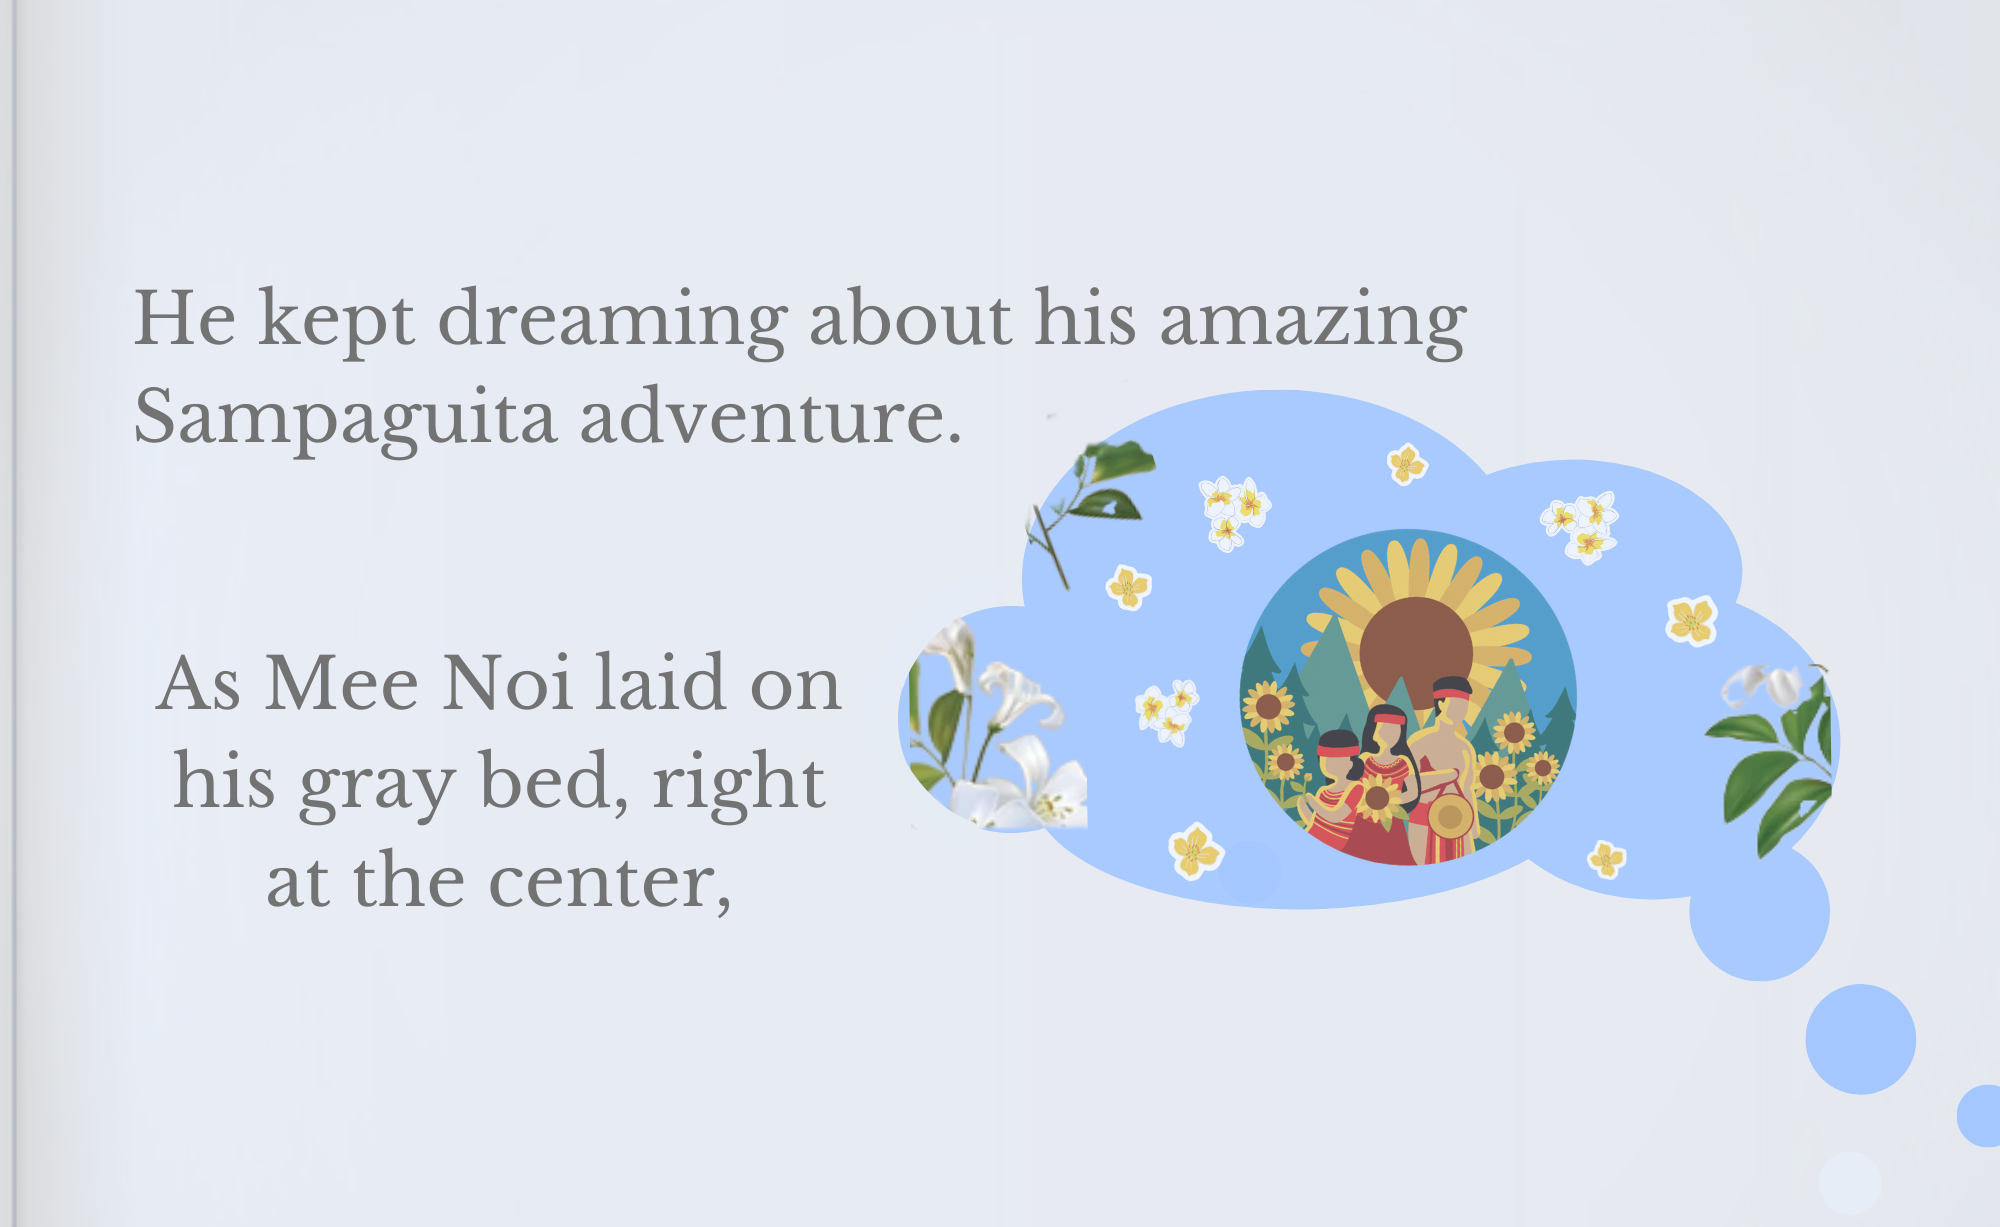 He kept dreaming about his amazing
Sampaguita adventure.
As Mee Noi laid on
his gray bed, right
at the center,